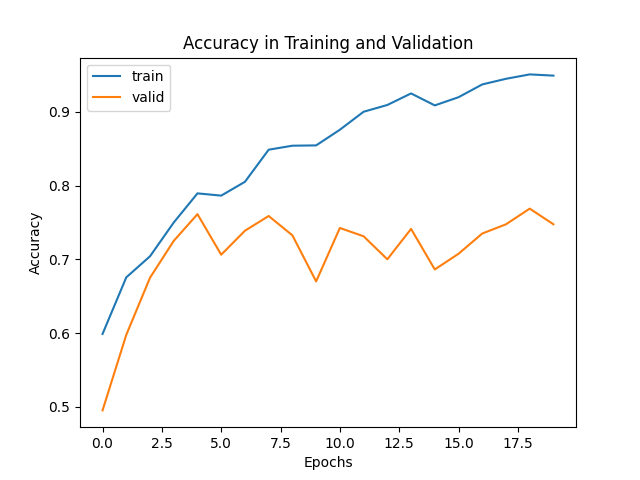 Accuracy in Training and Validation
train
valid
0.9
0.8
0.7
0.6
0.5
Accuracy
0.0 2.5 5.0 7.5 10.0 12.5 15.0 17.5
Epochs